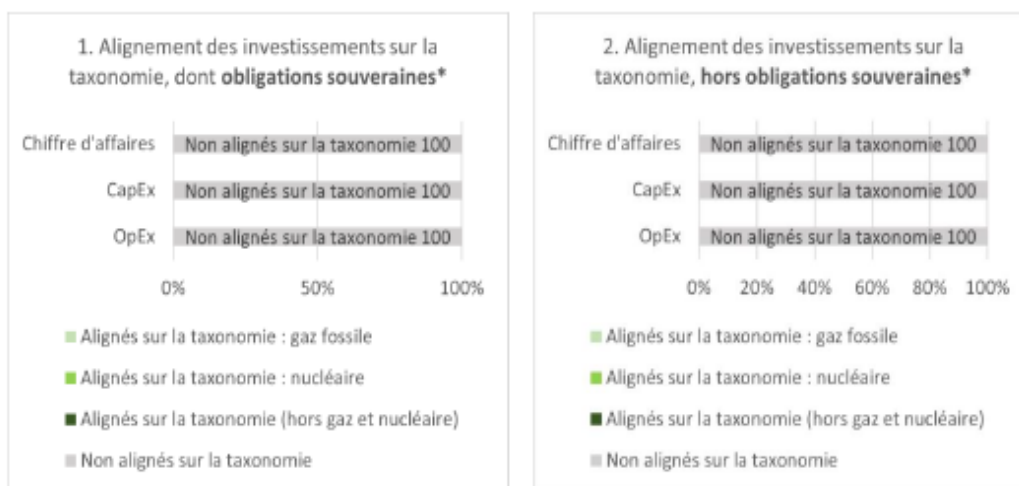 1. Alignement des investissements sur la
taxonomie, dont obligations souveraines*
Chiffre d'affaires
Non alignés sur la taxonomie 100
CapEx
Non alignés sur la taxonomie 100
OpEx
Non alignés sur la taxonomie 100
0% 50% 100%
Alignés sur la taxonomie : gaz fossile
Alignés sur la taxonomie : nucléaire
Alignés sur la taxonomie (hors gaz et nucléaire)
Non alignés sur la taxonomie
2. Alignement des investissements sur la
taxonomie, hors obligations souveraines*
Chiffre d'affaires
Non alignés sur la taxonomie 100
CapEx
Non alignés sur la taxonomie 100
OpEx
Non alignés sur la taxonomie 100
0% 20% 40% 60% 80% 100%
Alignés sur la taxonomie : gaz fossile
Alignés sur la taxonomie : nucléaire
Alignés sur la taxonomie (hors gaz et nucléaire)
Non alignés sur la taxonomie